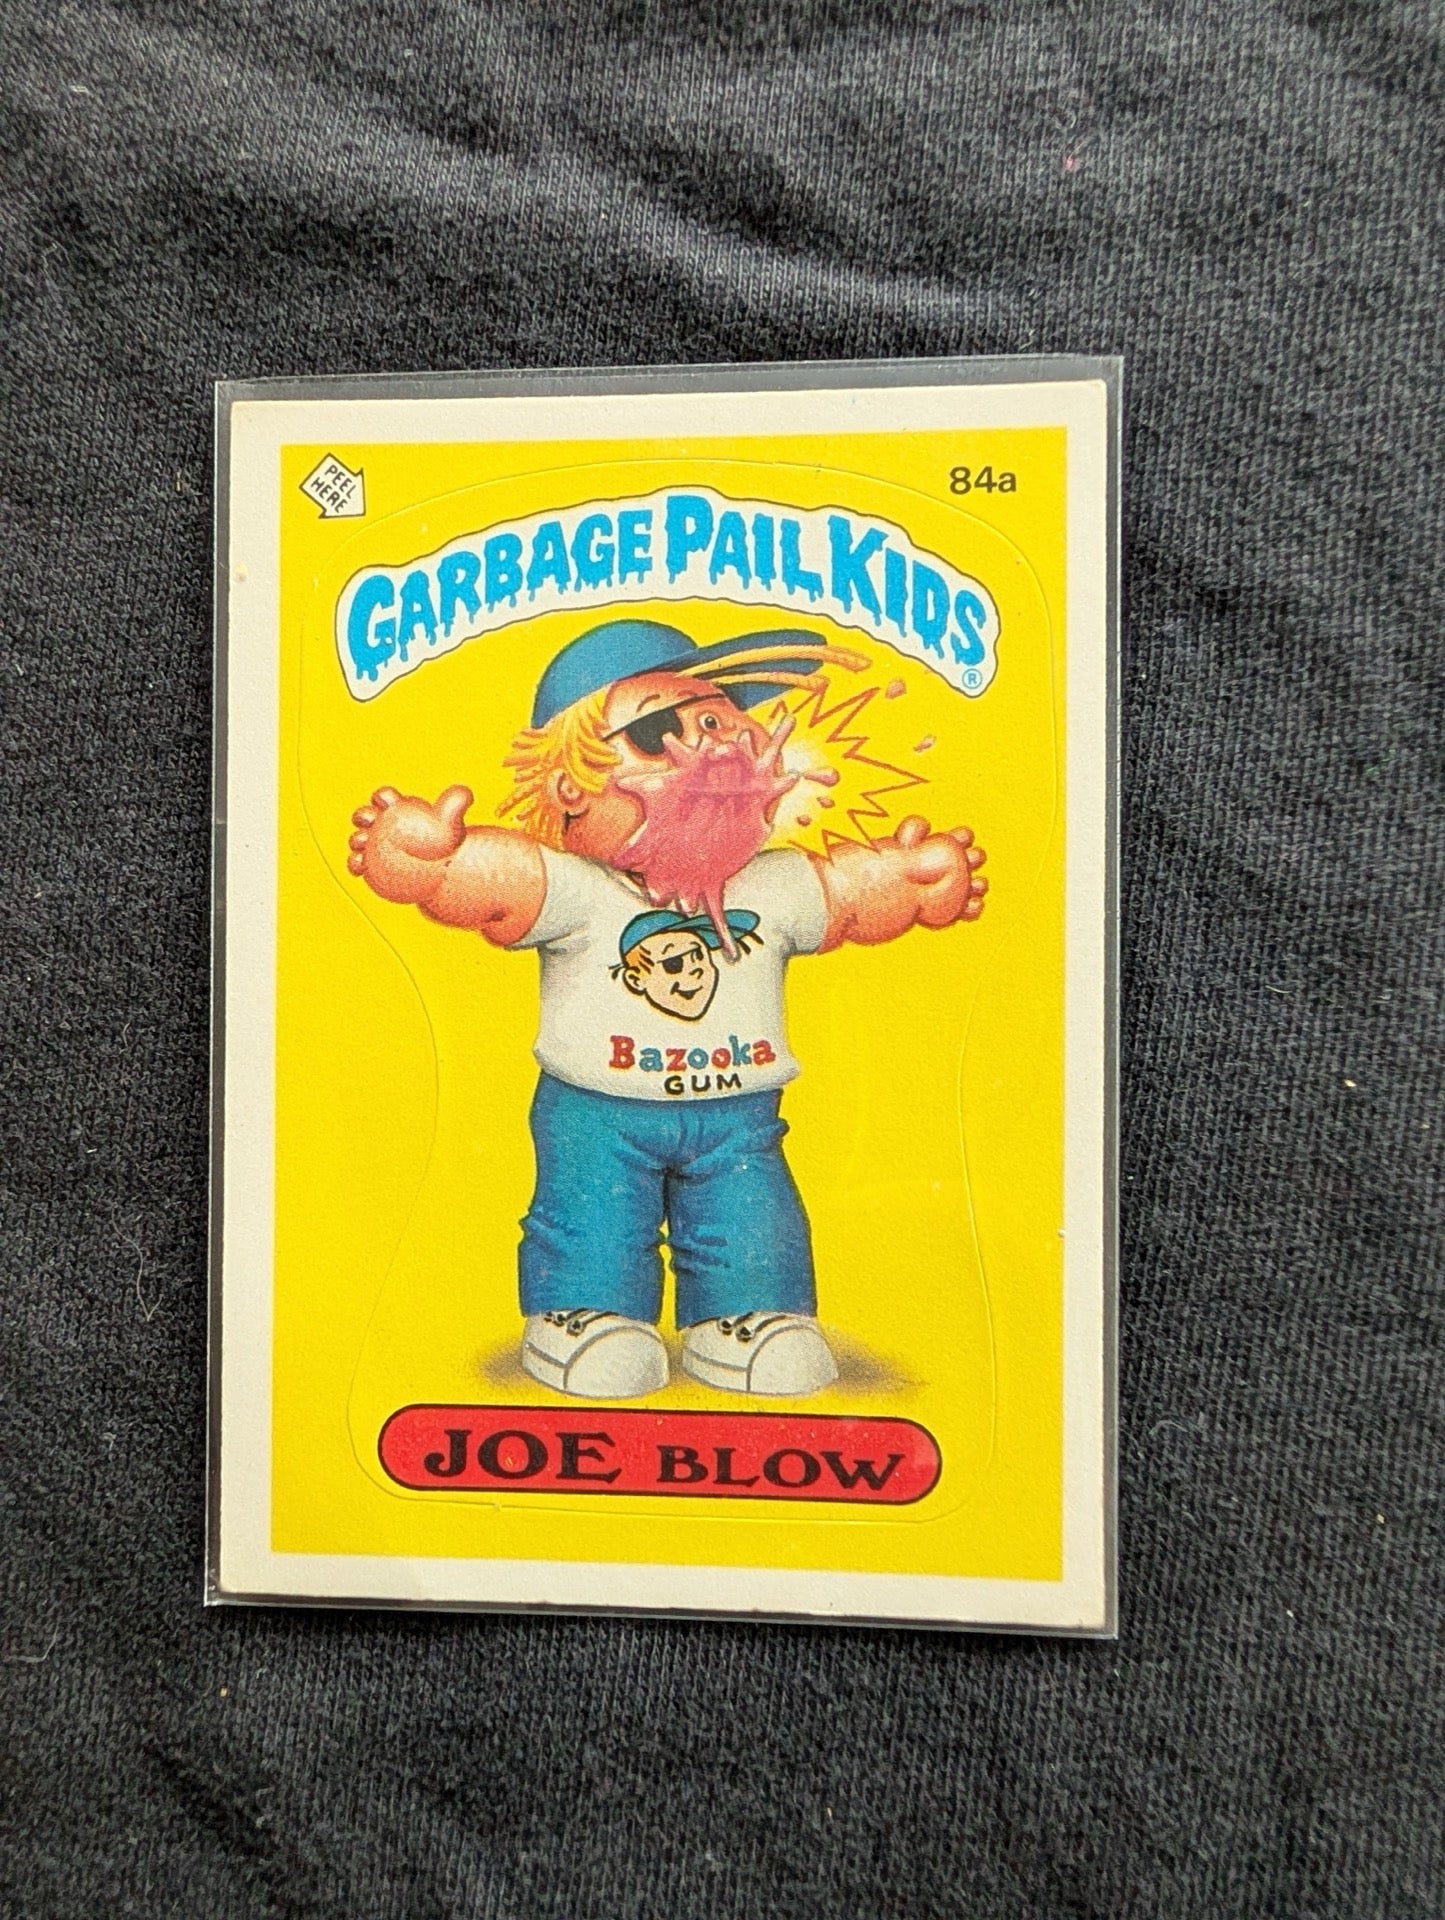 PEEL
HERE
84a
GARBAGE PAIL KIDS
®
Bazooka
GUM
JOE BLOW